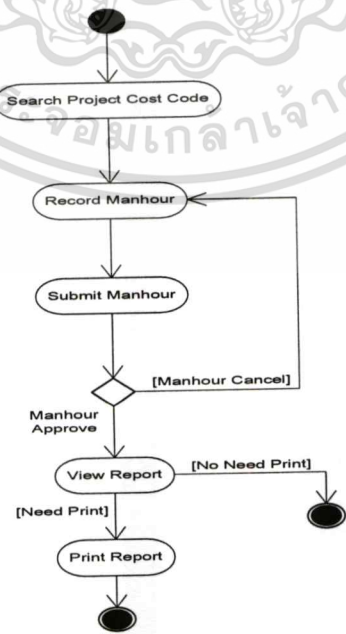 Search Project Cost Code
Record Manhour
Submit Manhour
[Manhour Cancel]
Manhour
Approve
View Report
[No Need Print]
[Need Print]
Print Report